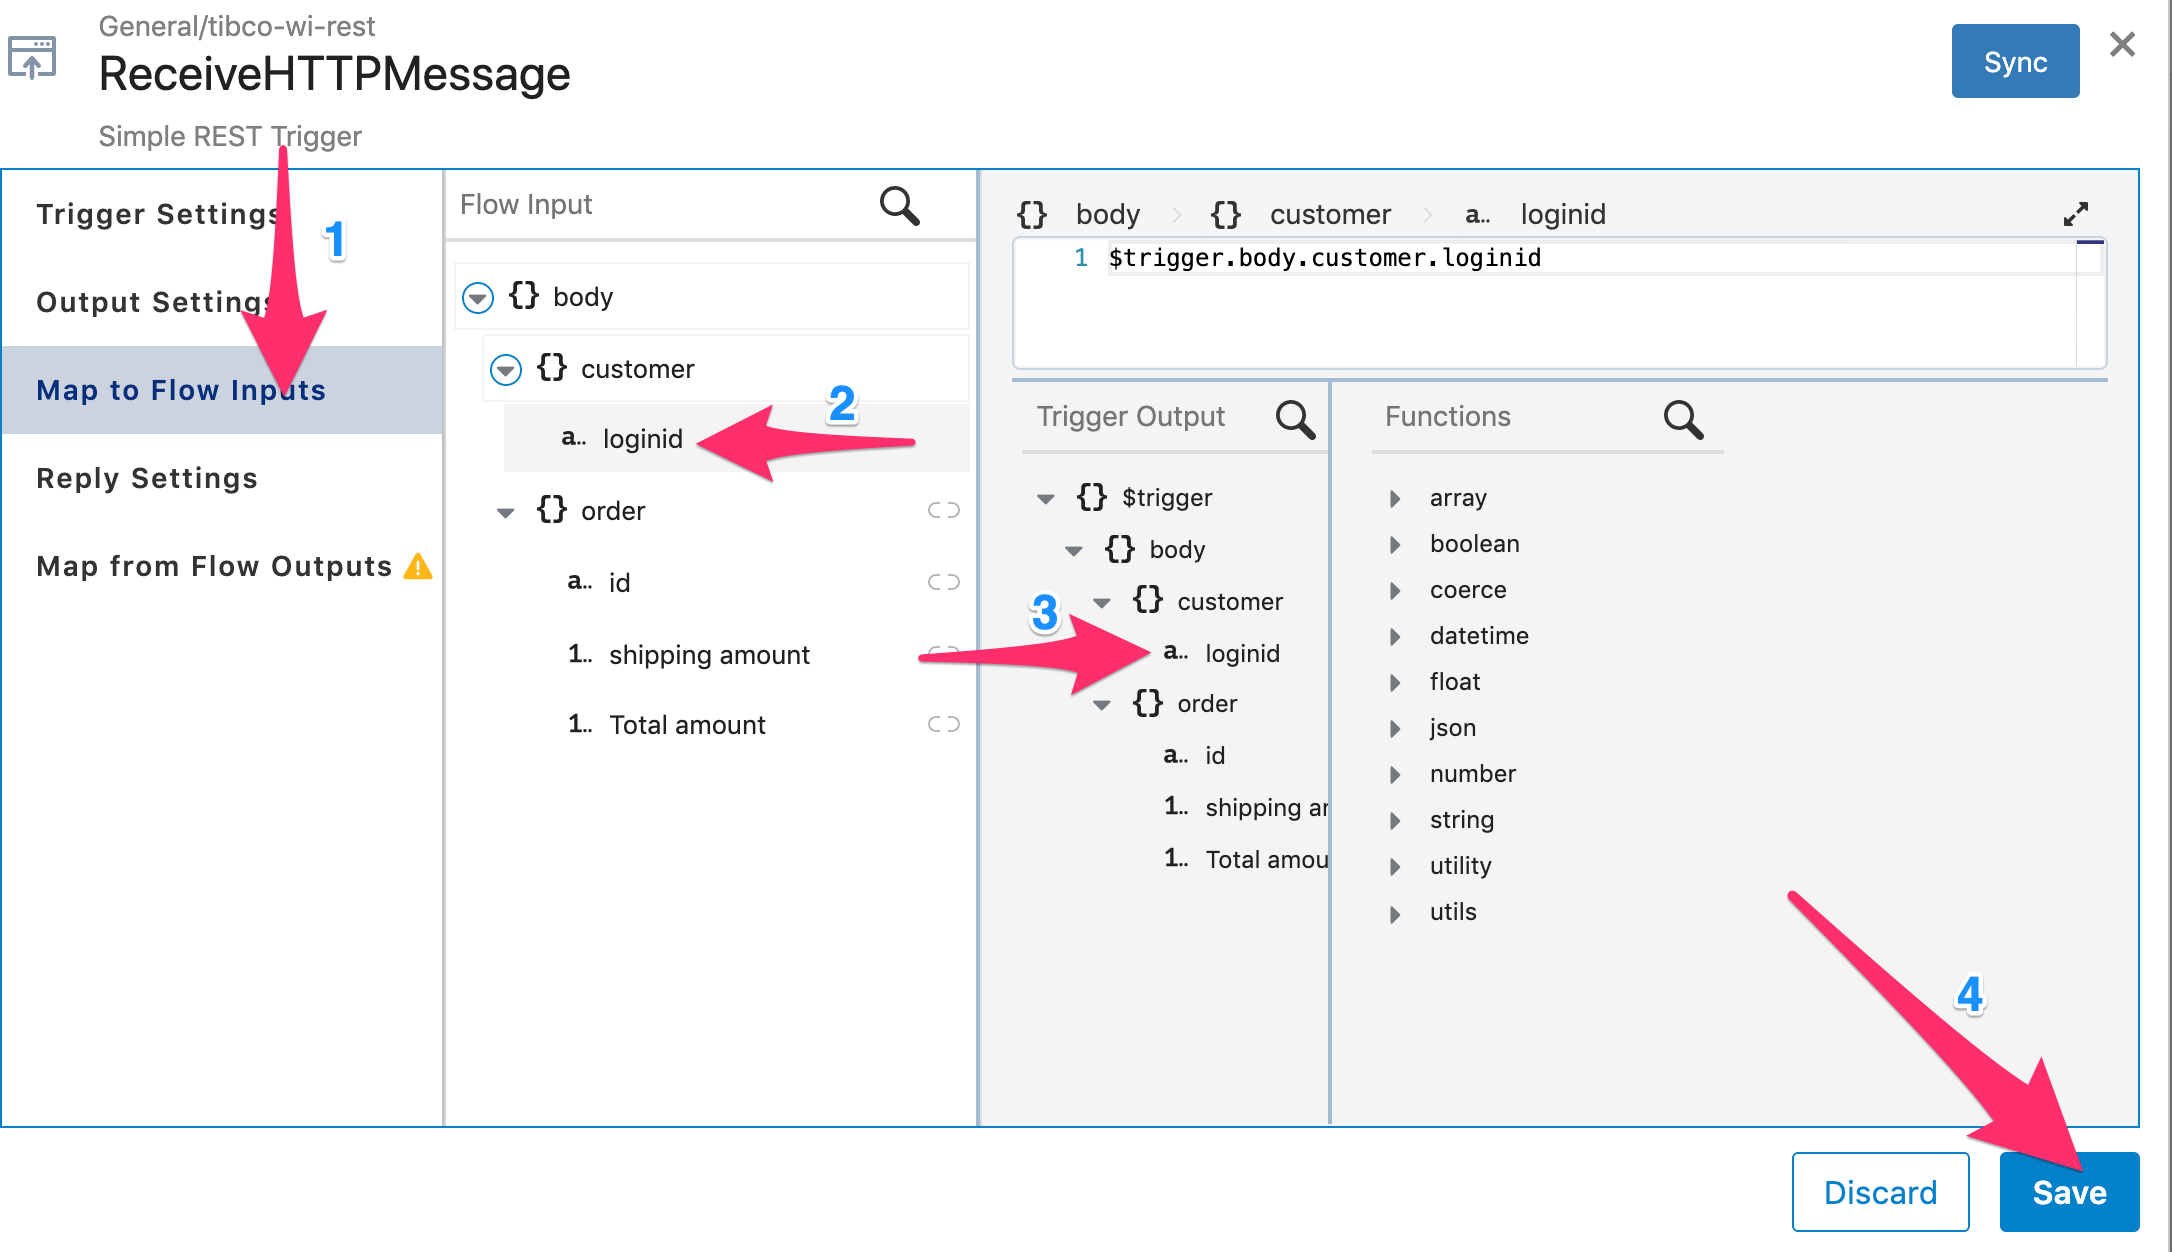 General/tibco-wi-rest
ReceiveHTTPMessage
Simple REST Trigger
Sync
Trigger Settings
Output Settings
Map to Flow Inputs
Reply Settings
Map from Flow Outputs
1
Flow Input
{} body
{} customer
a.. loginid
2
{} order
a.. id
1.. shipping amount
1.. Total amount
{} body > {} customer > a.. loginid
1 $trigger.body.customer.loginid
Trigger Output
{} $trigger
{} body
{} customer
3
a.. loginid
{} order
a.. id
1.. shipping ar
1.. Total amou
Functions
array
boolean
coerce
datetime
float
json
number
string
utility
utils
4
Discard
Save